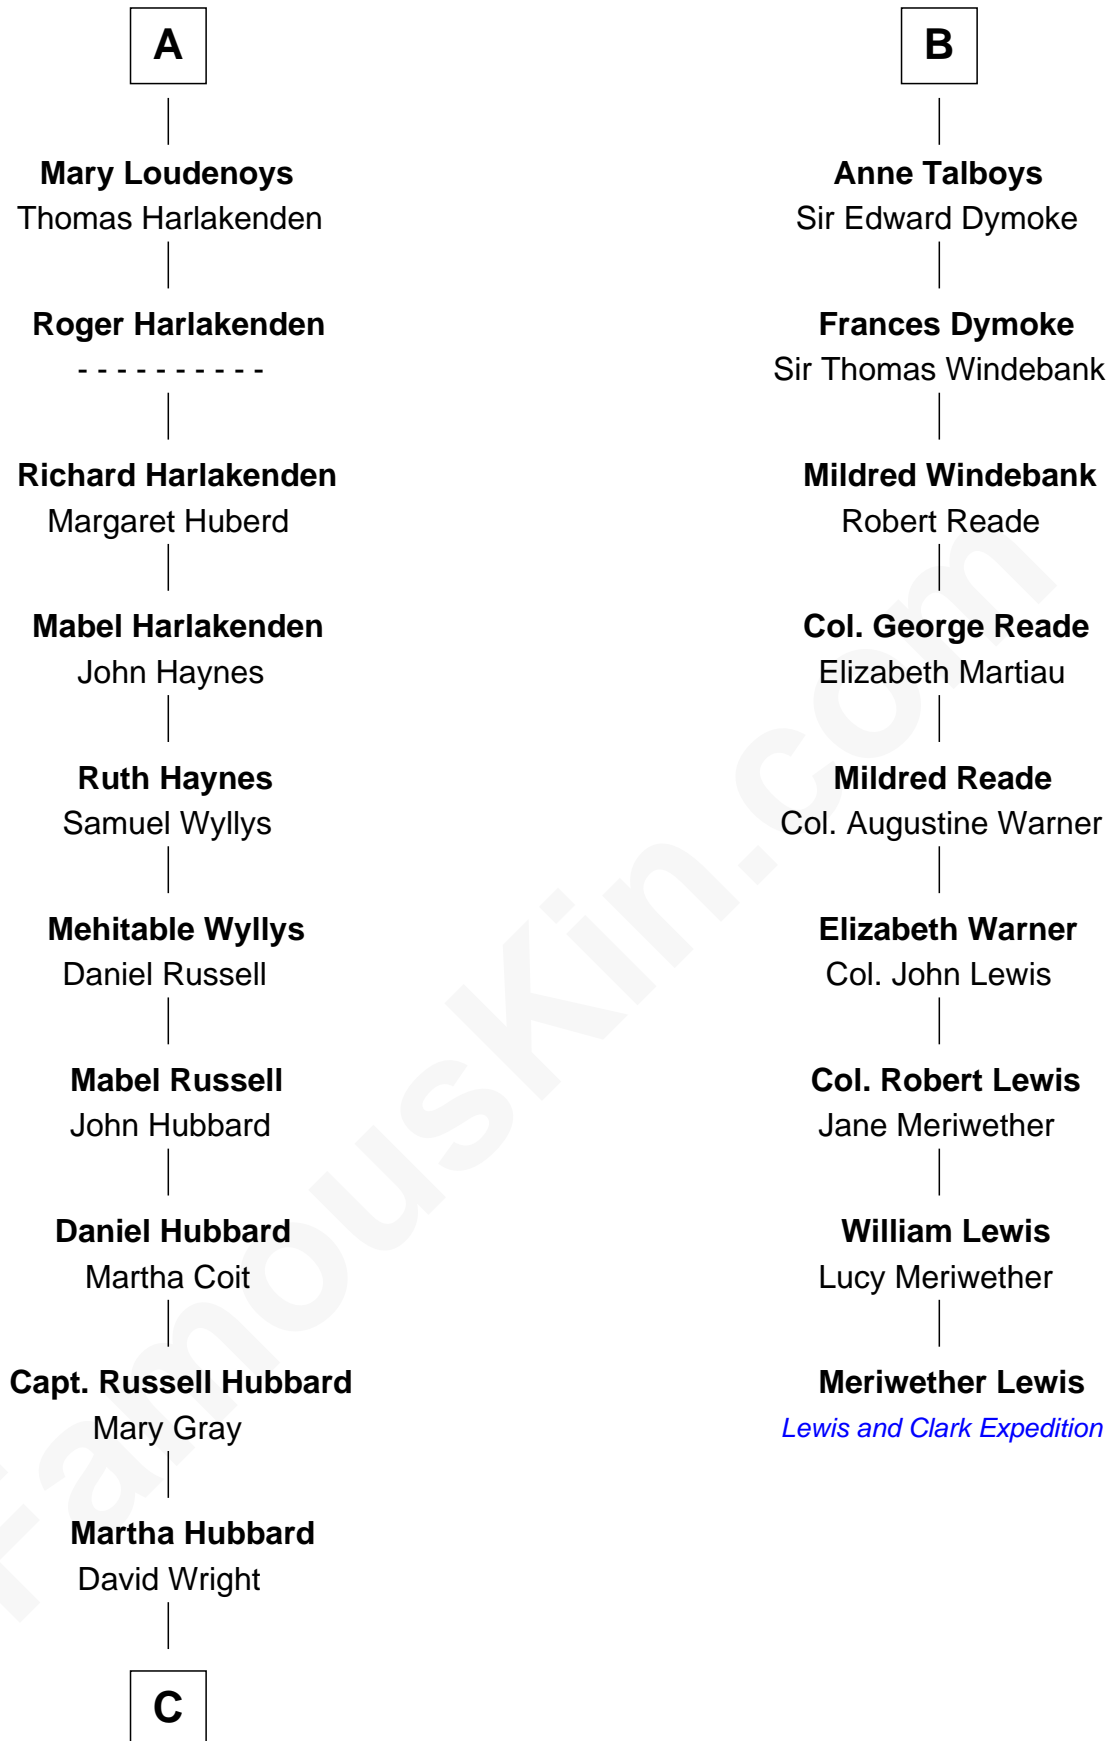 A
Mary Loudenoys
Thomas Harlakenden
Roger Harlakenden
- - - - - - - - - -
Richard Harlakenden
Margaret Huberd
Mabel Harlakenden
John Haynes
Ruth Haynes
Samuel Wyllys
Mehitable Wyllys
Daniel Russell
Mabel Russell
John Hubbard
Daniel Hubbard
Martha Coit
Capt. Russell Hubbard
Mary Gray
Martha Hubbard
David Wright
C
B
Anne Talboys
Sir Edward Dymoke
Frances Dymoke
Sir Thomas Windebank
Mildred Windebank
Robert Reade
Col. George Reade
Elizabeth Martiau
Mildred Reade
Col. Augustine Warner
Elizabeth Warner
Col. John Lewis
Col. Robert Lewis
Jane Meriwether
William Lewis
Lucy Meriwether
Meriwether Lewis
Lewis and Clark Expedition
FamousKin.com